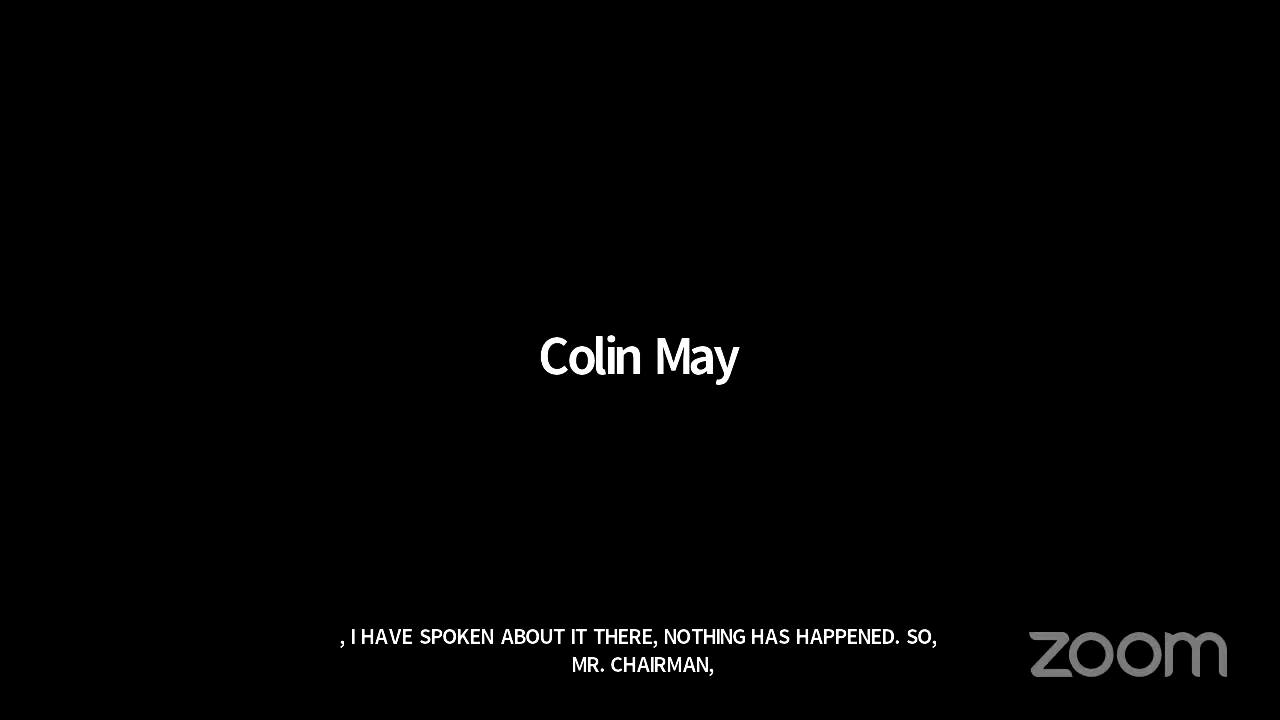 Colin May
, I HAVE SPOKEN ABOUT IT THERE, NOTHING HAS HAPPENED. SO,
MR. CHAIRMAN,
zoom